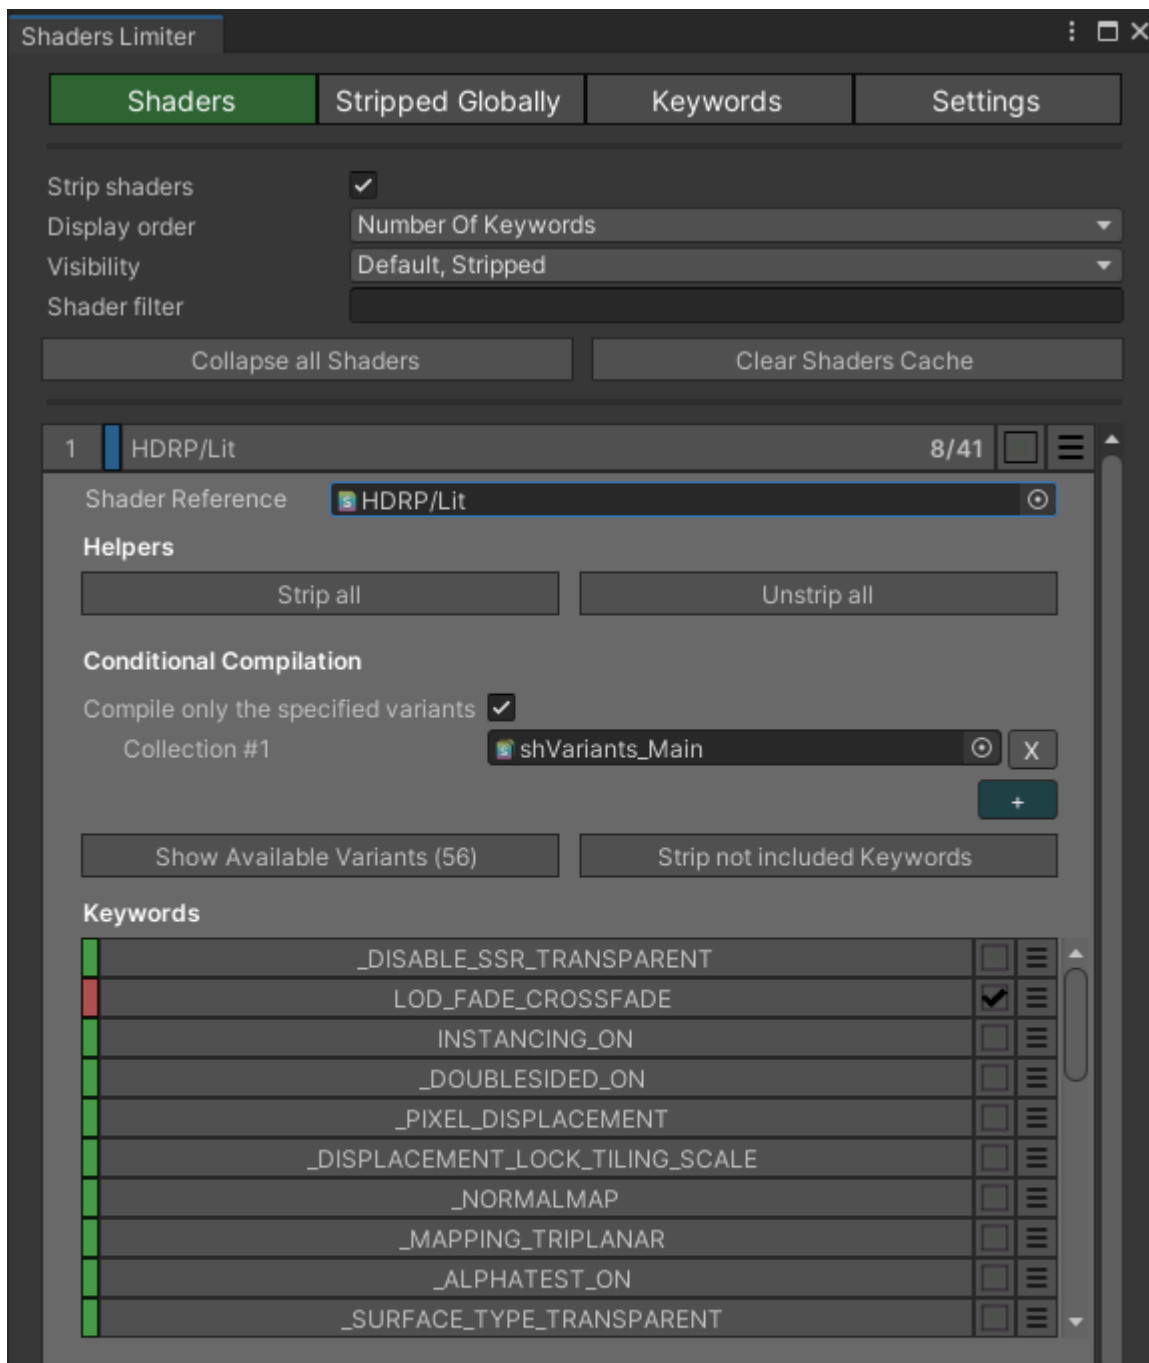 Shaders Limiter
Shaders Stripped Globally Keywords Settings
Strip shaders
Display order Number Of Keywords
Visibility Default, Stripped
Shader filter
Collapse all Shaders Clear Shaders Cache
1 HDRP/Lit 8/41
Shader Reference HDRP/Lit
Helpers
Strip all Unstrip all
Conditional Compilation
Compile only the specified variants
Collection #1 shVariants_Main X
+
Show Available Variants (56) Strip not included Keywords
Keywords
_DISABLE_SSR_TRANSPARENT
LOD_FADE_CROSSFADE
INSTANCING_ON
_DOUBLESIDED_ON
_PIXEL_DISPLACEMENT
_DISPLACEMENT_LOCK_TILING_SCALE
_NORMALMAP
_MAPPING_TRIPLANAR
_ALPHATEST_ON
_SURFACE_TYPE_TRANSPARENT